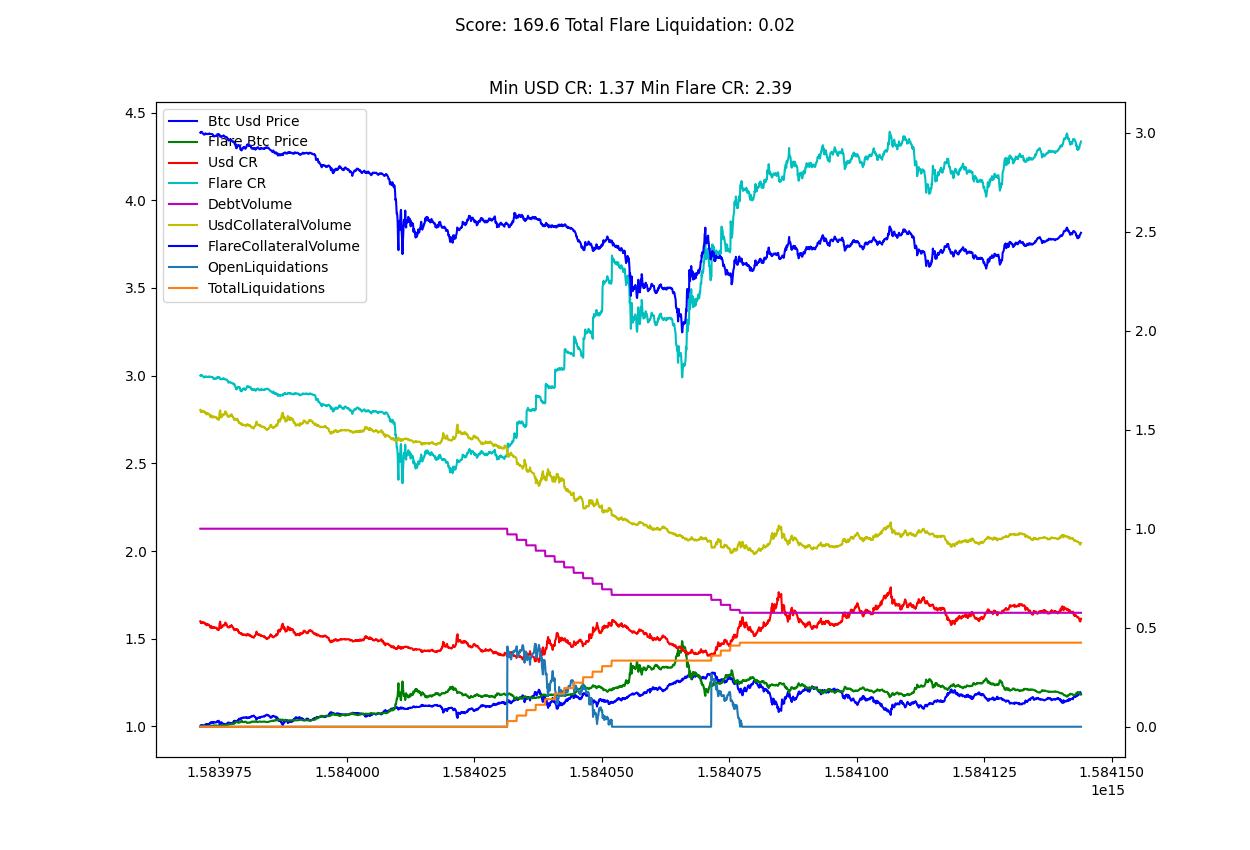 Score: 169.6 Total Flare Liquidation: 0.02
Min USD CR: 1.37 Min Flare CR: 2.39
Btc Usd Price
Flare Btc Price
Usd CR
Flare CR
DebtVolume
UsdCollateralVolume
FlareCollateralVolume
OpenLiquidations
TotalLiquidations
4.5
4.0
3.5
3.0
2.5
2.0
1.5
1.0
3.0
2.5
2.0
1.5
1.0
0.5
0.0
1.583975 1.584000 1.584025 1.584050 1.584075 1.584100 1.584125 1.584150
1e15